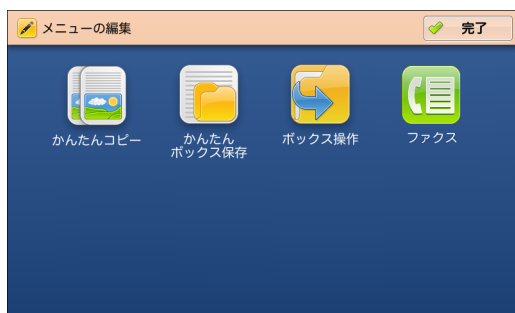 メニューの編集
完了
かんたんコピー
かんたん
ボックス保存
ボックス操作
ファクス